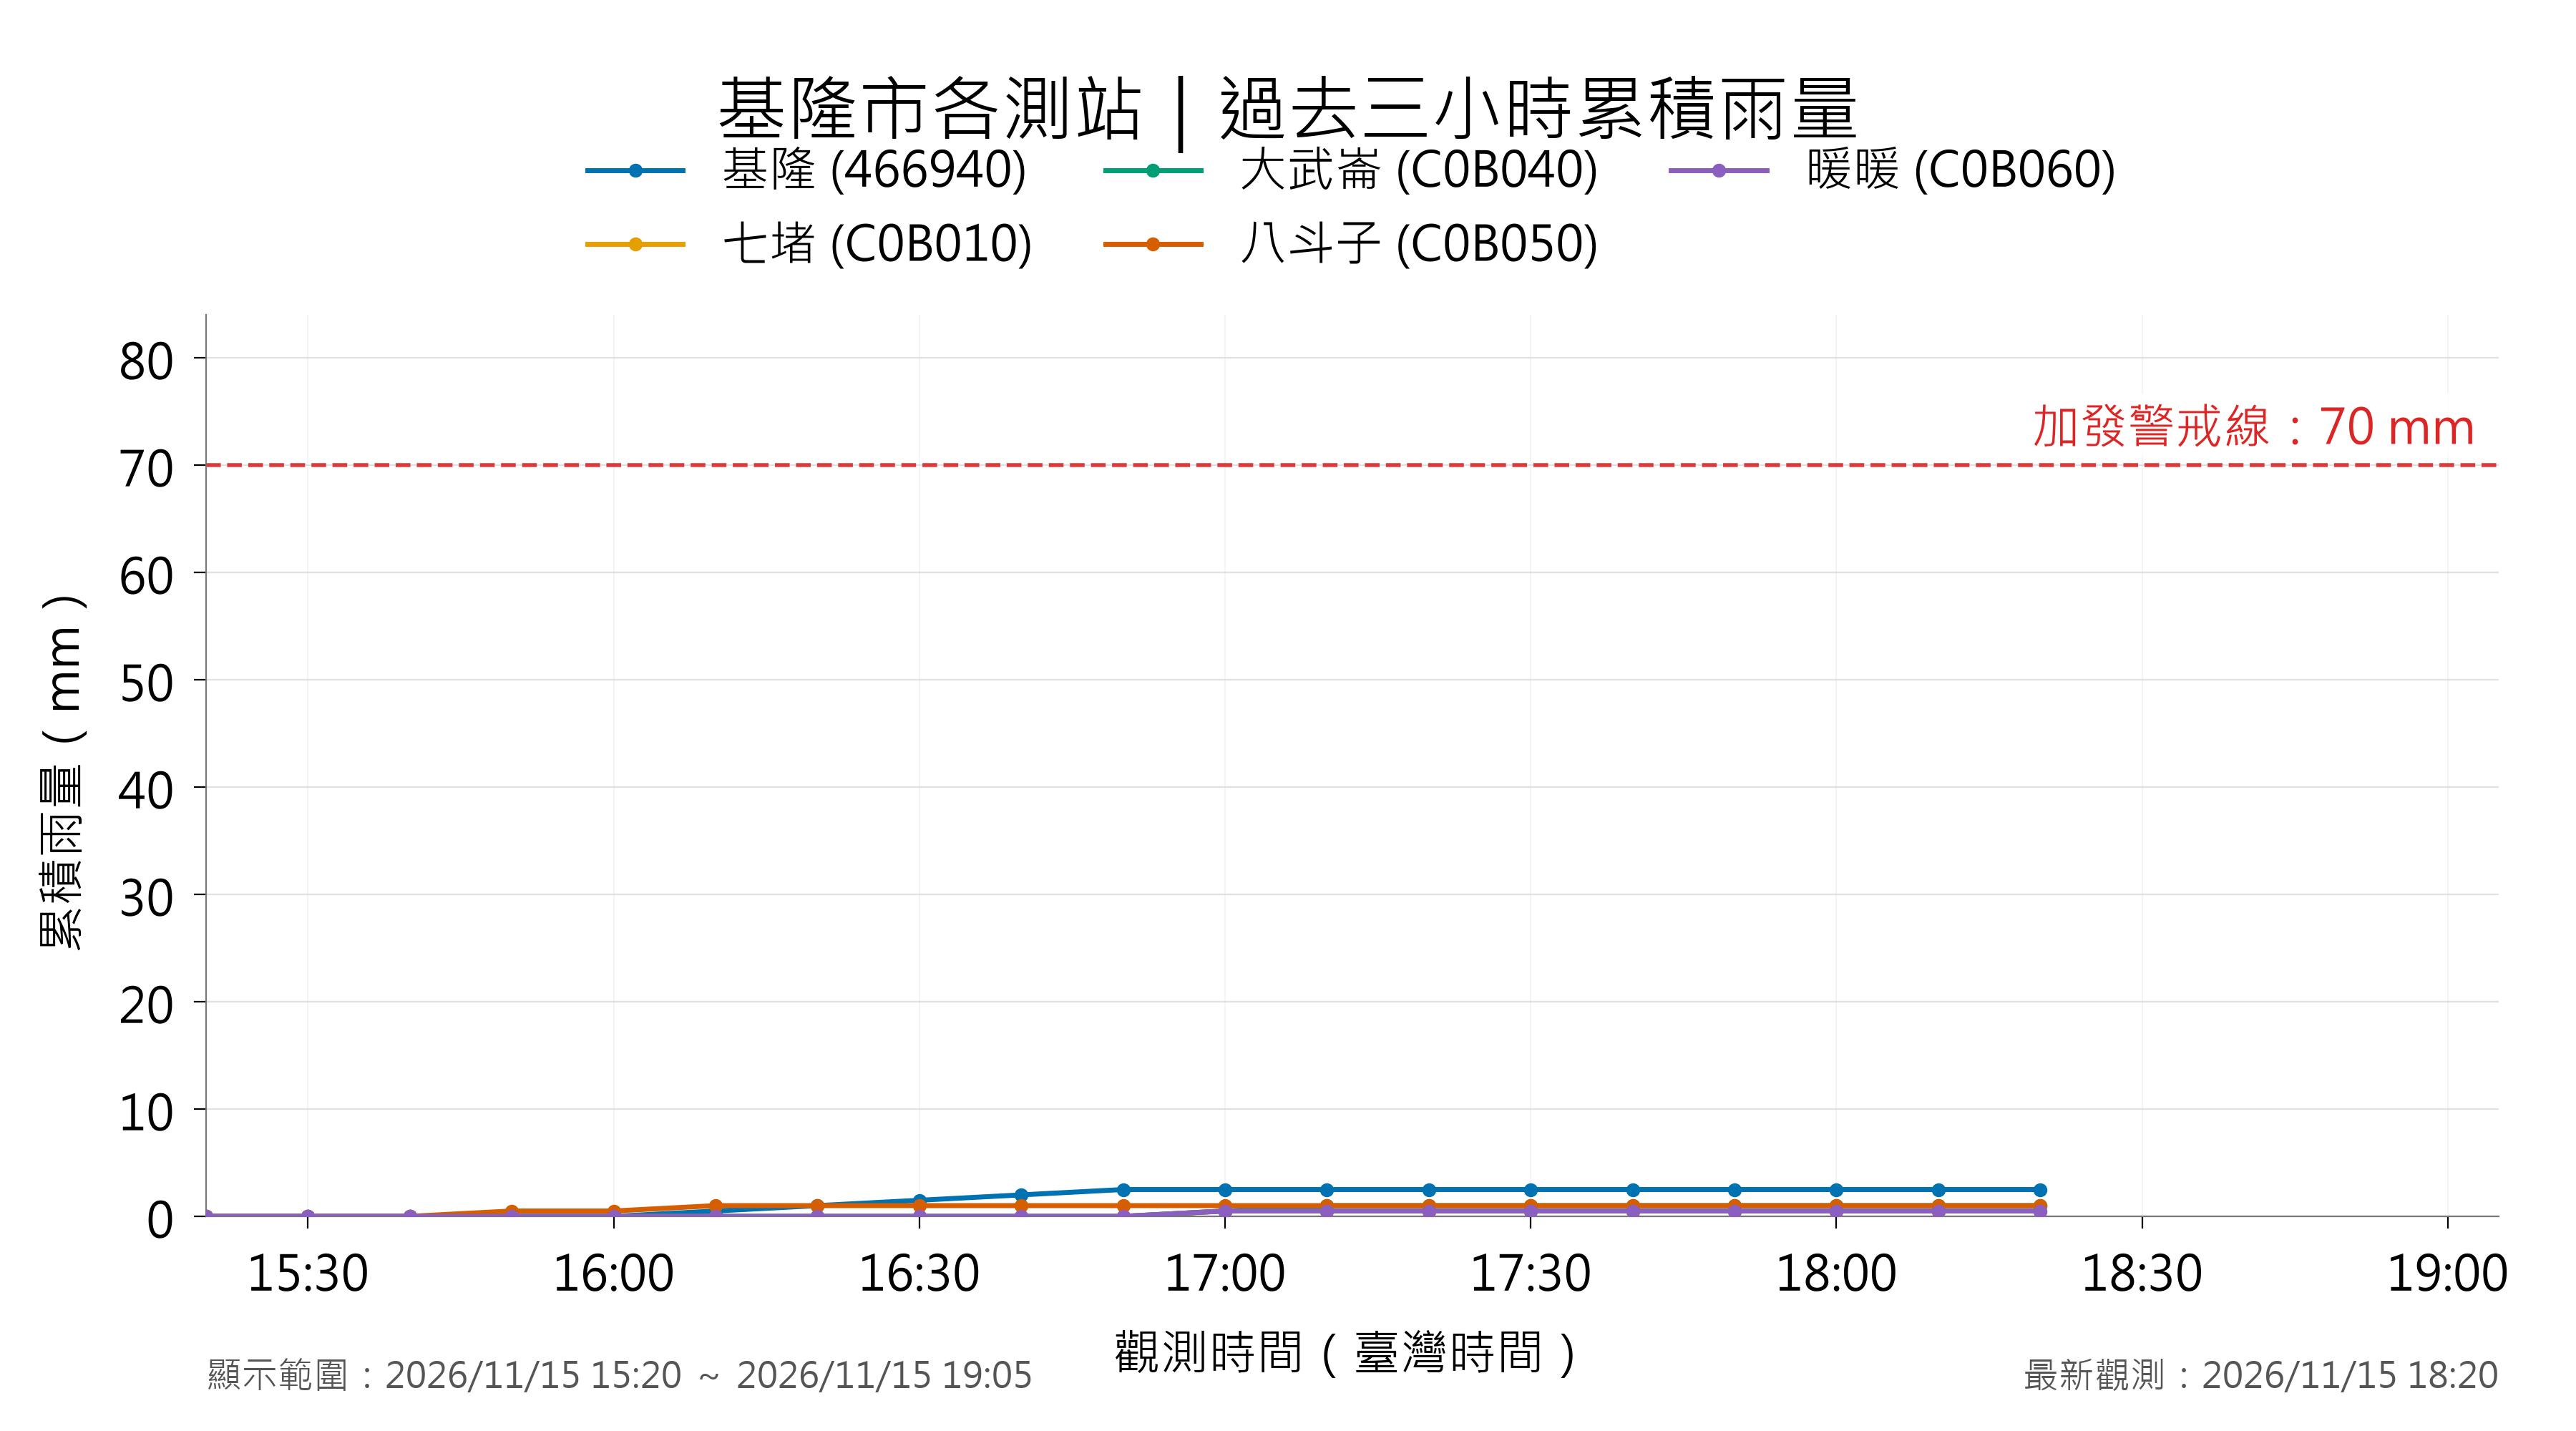 基隆市各測站｜過去三小時累積雨量
基隆 (466940)
大武崙 (C0B040)
暖暖 (C0B060)
七堵 (C0B010)
八斗子 (C0B050)
加發警戒線：70 mm
累積雨量（mm）
80
70
60
50
40
30
20
10
0
15:30
16:00
16:30
17:00
17:30
18:00
18:30
19:00
觀測時間（臺灣時間）
顯示範圍：2026/11/15 15:20 ~ 2026/11/15 19:05
最新觀測：2026/11/15 18:20